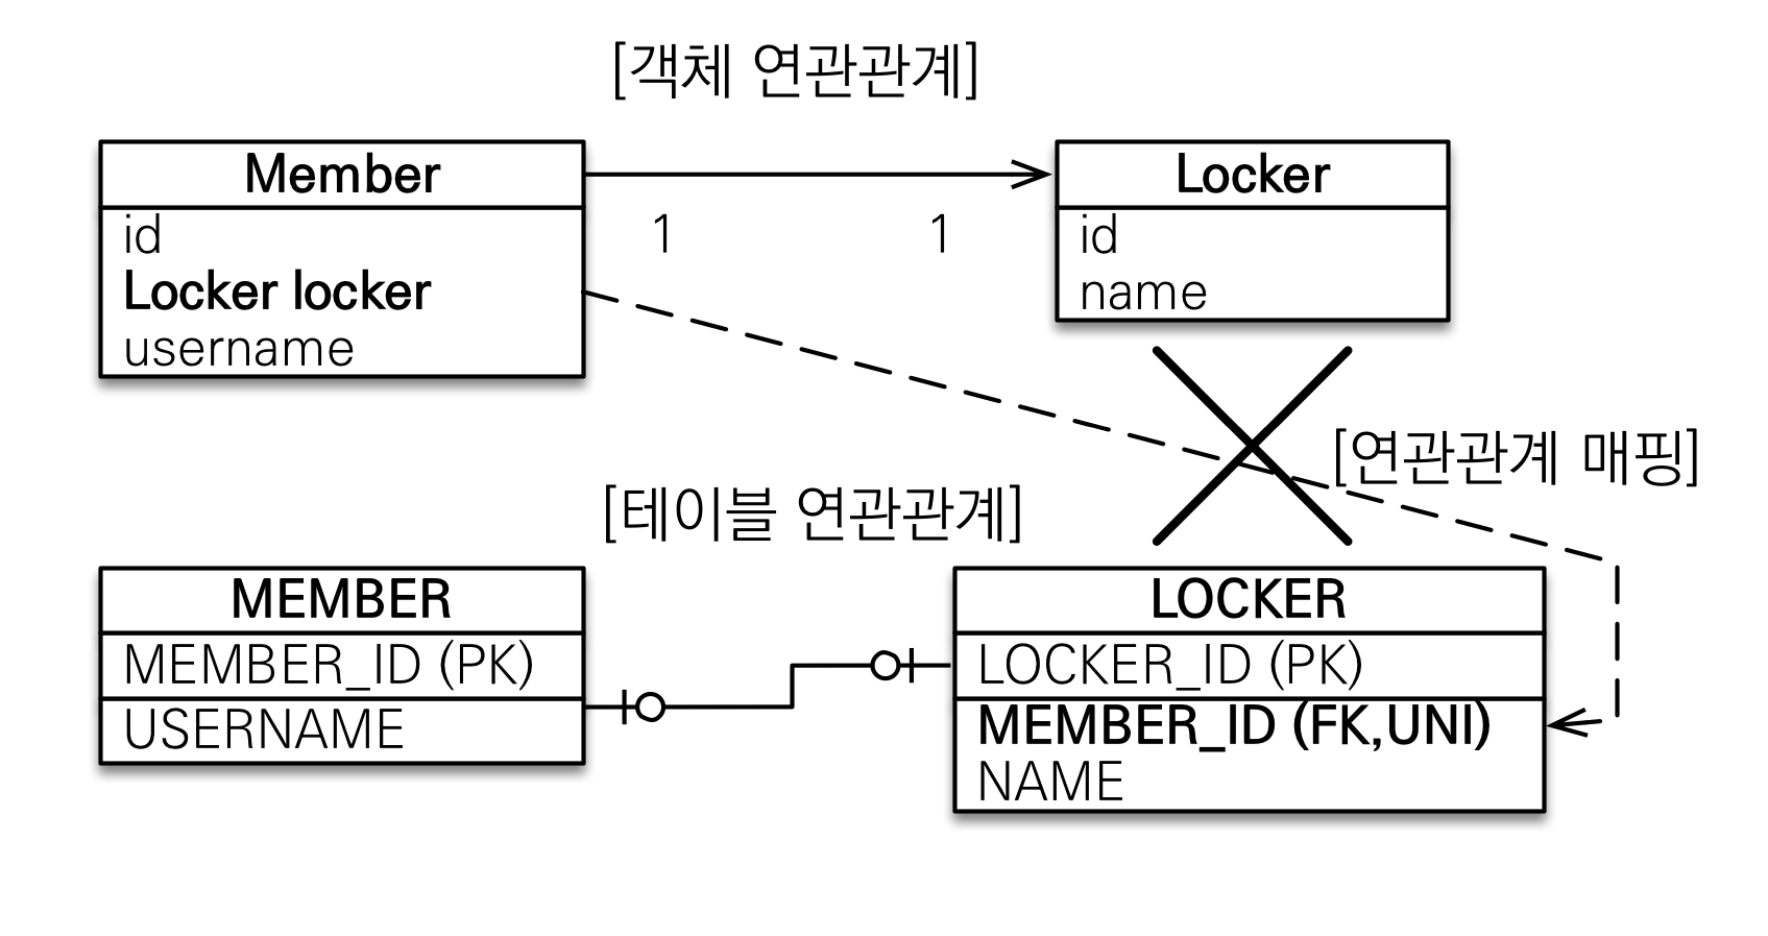 [객체 연관관계]
Member
id
Locker locker
username
1
1
Locker
id
name
[연관관계 매핑]
[테이블 연관관계]
MEMBER
MEMBER_ID (PK)
USERNAME
LOCKER
LOCKER_ID (PK)
MEMBER_ID (FK,UNI)
NAME